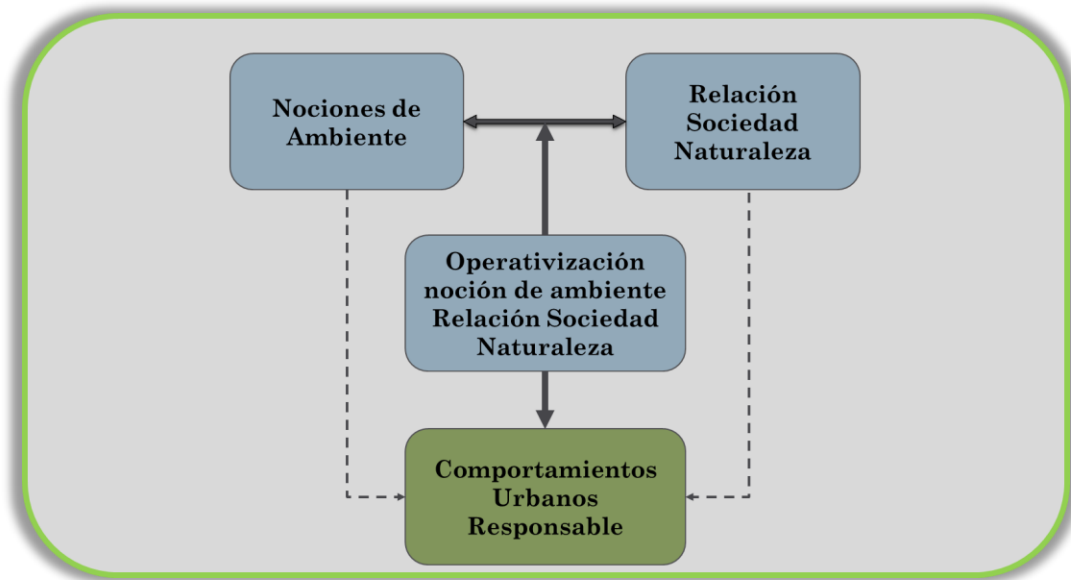 Nociones de
Ambiente
Relación
Sociedad
Naturaleza
Operativización
noción de ambiente
Relación Sociedad
Naturaleza
Comportamientos
Urbanos
Responsable